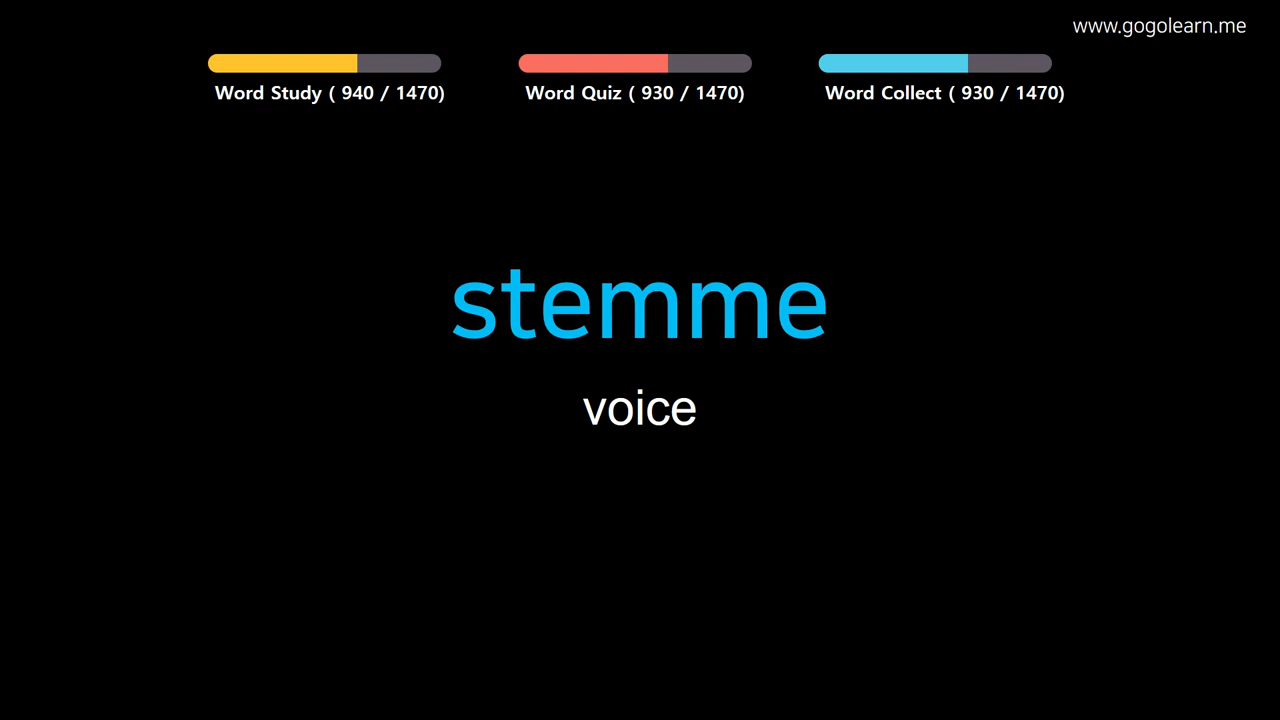 www.gogolearn.me
Word Study ( 940 / 1470)
Word Quiz ( 930 / 1470)
Word Collect ( 930 / 1470)
stemme
voice